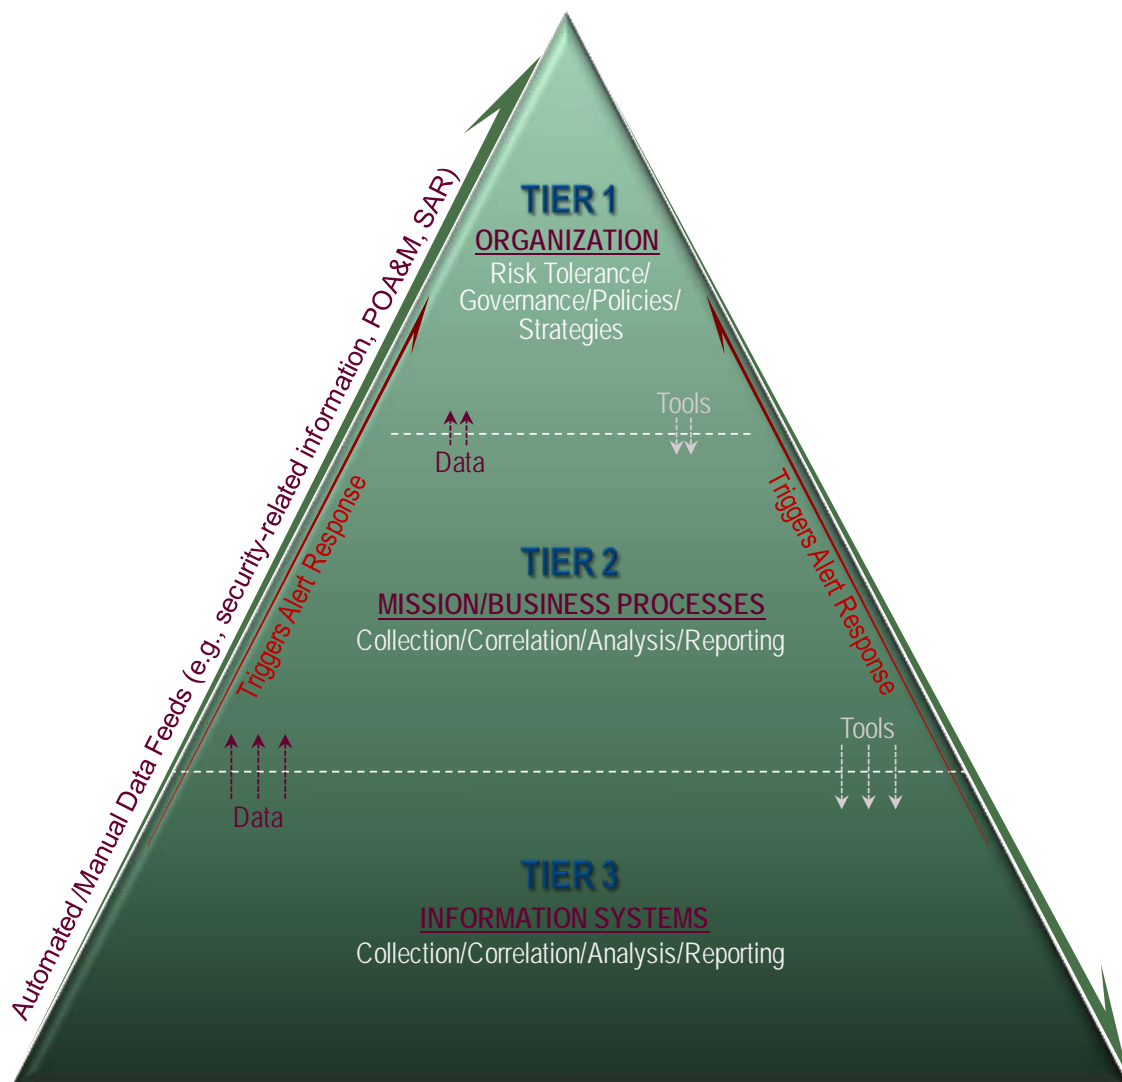 TIER 1
ORGANIZATION
Risk Tolerance/
Governance/Policies/
Strategies
Automated /Manual Data Feeds (e.g., security-related information, POA&M, SAR)
Tools
Data
Triggers Alert Response
Triggers Alert Response
TIER 2
MISSION/BUSINESS PROCESSES
Collection/Correlation/Analysis/Reporting
Tools
Data
TIER 3
INFORMATION SYSTEMS
Collection/Correlation/Analysis/Reporting